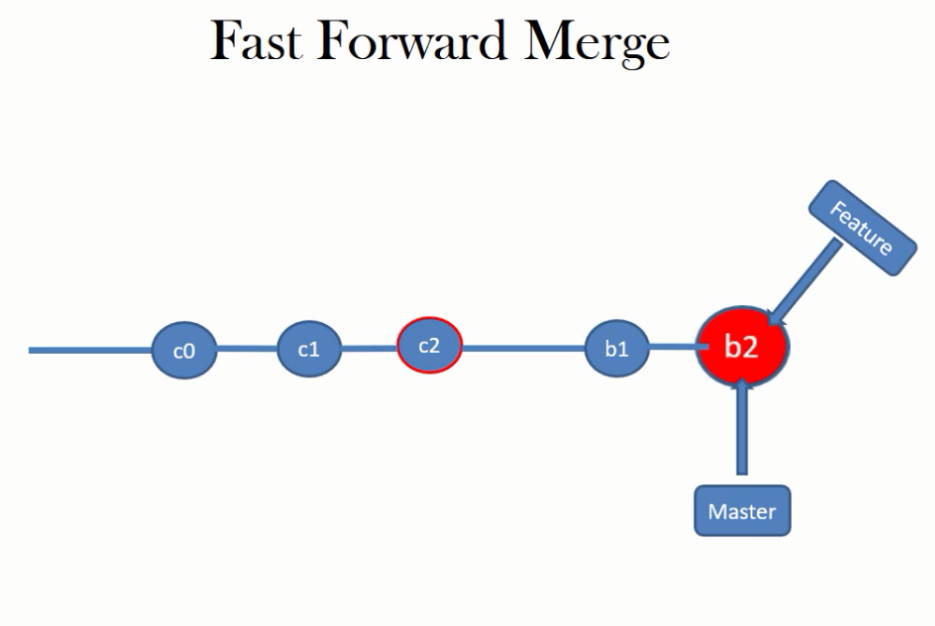 Fast Forward Merge
Feature
c0
c1
c2
b1
b2
Master